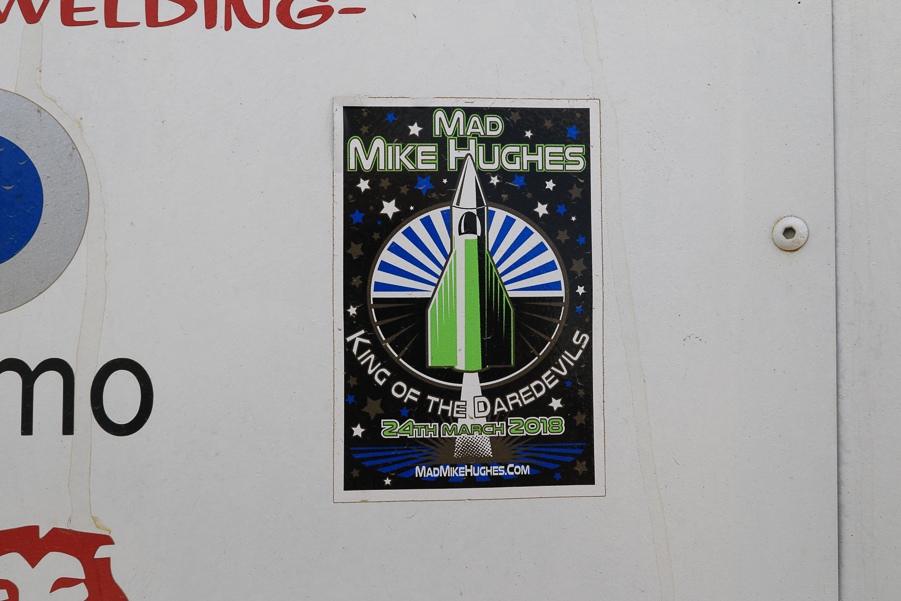 WELDING-
MAD
MIKE HUGHES
mo
KING OF THE DAREDEVILS
24TH MARCH 2018
MADMIKEHUGHES.COM